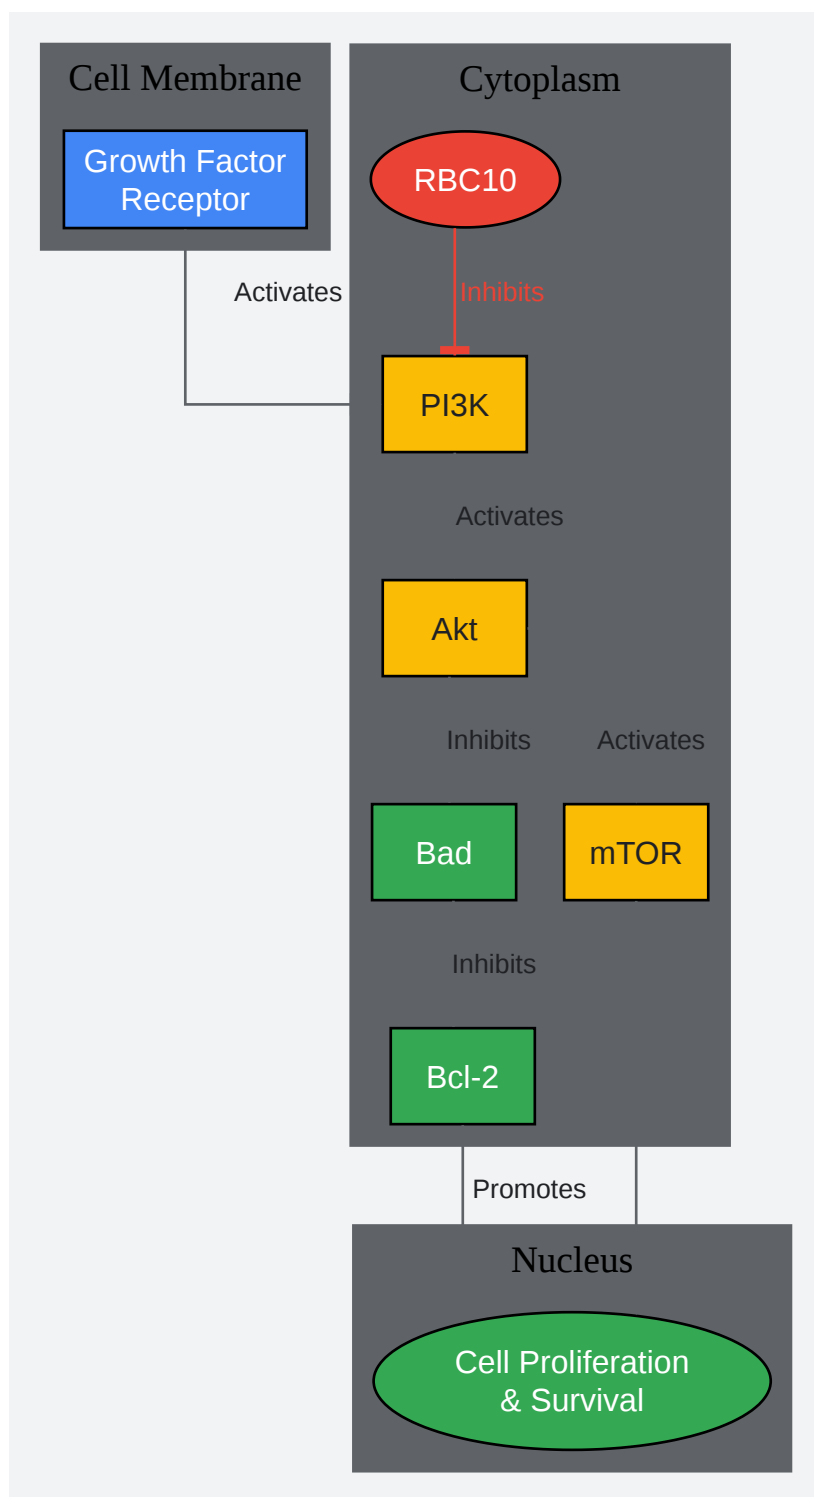 Cell Membrane
Growth Factor
Receptor
Cytoplasm
RBC10
Activates
Inhibits
PI3K
Activates
Akt
Inhibits
Activates
Bad
mTOR
Inhibits
Bcl-2
Promotes
Nucleus
Cell Proliferation
& Survival